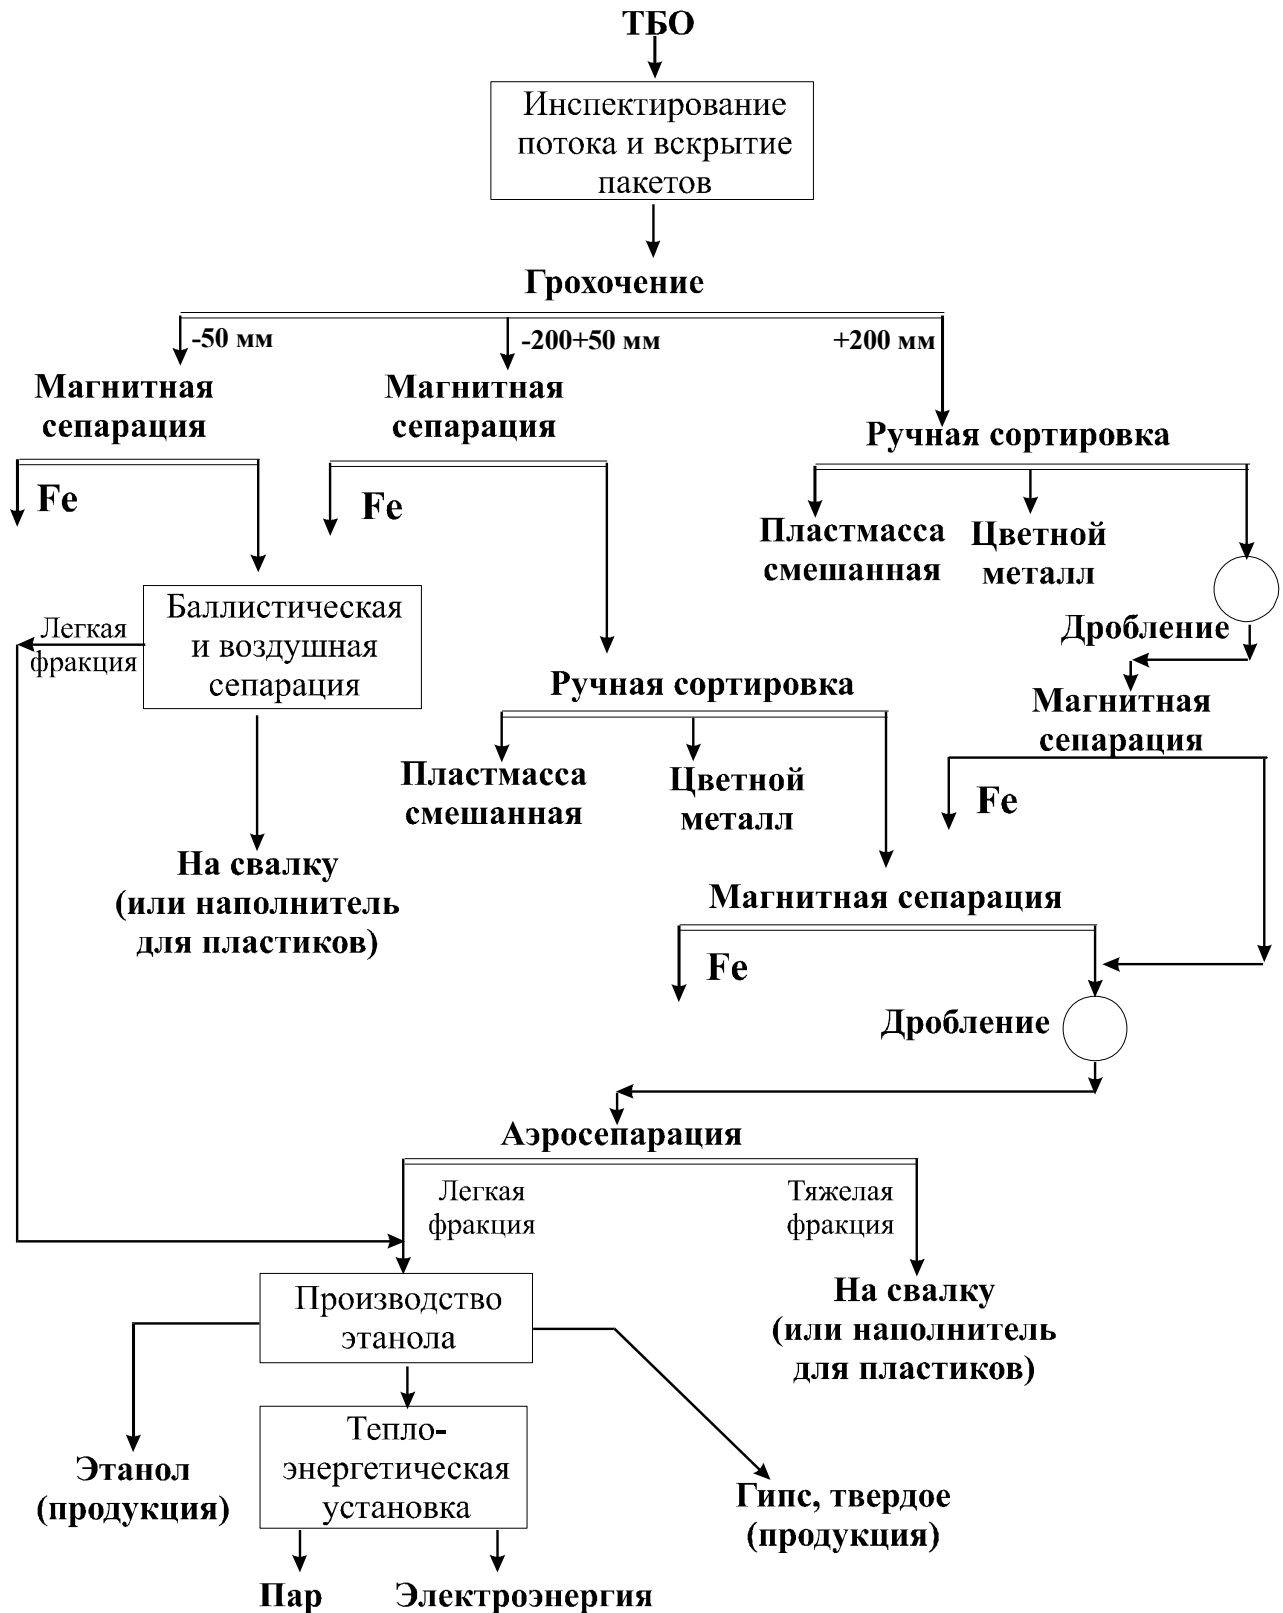 ТБО
Инспектирование
потока и вскрытие
пакетов
Грохочение
-50 мм
-200+50 мм
+200 мм
Магнитная
сепарация
Магнитная
сепарация
Ручная сортировка
Fe
Fe
Пластмасса
смешанная
Цветной
металл
Баллистическая
и воздушная
сепарация
Легкая
фракция
Дробление
Ручная сортировка
Магнитная
сепарация
Пластмасса
смешанная
Цветной
металл
Fe
На свалку
(или наполнитель
для пластиков)
Магнитная сепарация
Fe
Дробление
Аэросепарация
Легкая
фракция
Тяжелая
фракция
Производство
этанола
На свалку
(или наполнитель
для пластиков)
Тепло-
энергетическая
установка
Этанол
(продукция)
Гипс, твердое
(продукция)
Пар
Электроэнергия